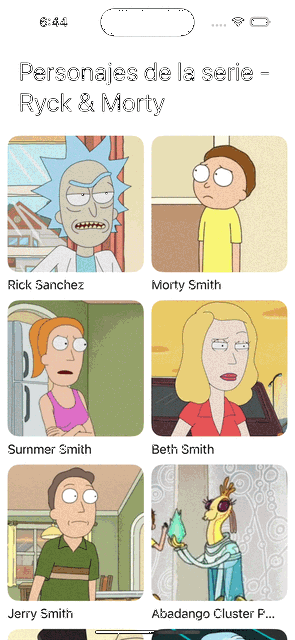 6:44
Personajes de la serie -
Ryck & Morty
Rick Sanchez
Morty Smith
Summer Smith
Beth Smith
Jerry Smith
Abadango Cluster P...